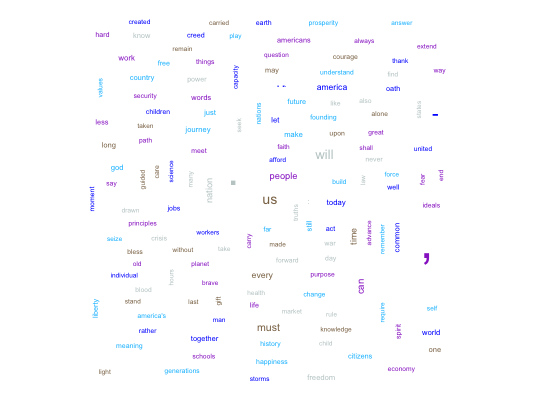 created carried earth prosperity answer
hard know creed play americans always
remain extend
work free things question courage thank
values country power capacity may understand find way
security words america oath
children just nations future like also states -
less taken journey seek let founding alone
path make upon great
long meet faith shall united
god guided care science many afford will never
say nation - people build law force fear end
moment well
drawn jobs us truths : today ideals
principles far still act time advance remember common
seize crisis workers carry war
bless without take made day
old planet forward ,
individual hours every purpose can
blood brave health change
liberty stand last gift life market require self
america's man rule
rather together must knowledge spirit world
meaning history child one
schools happiness citizens
light generations storms freedom economy